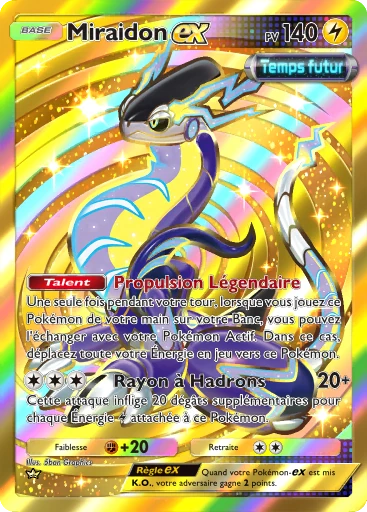 BASE Miraidon ex PV 140
Temps futur
Talent Propulsion Légendaire
Une seule fois pendant votre tour, lorsque vous jouez ce
Pokémon de votre main sur votre Banc, vous pouvez
l'échanger avec votre Pokémon Actif. Dans ce cas,
déplacez toute votre Énergie en jeu vers ce Pokémon.
Rayon à Hadrons 20+
Cette attaque inflige 20 dégâts supplémentaires pour
chaque Énergie attachée à ce Pokémon.
Faiblesse +20 Retraite
Illus. 5ban Graphics
Règle ex Quand votre Pokémon-ex est mis
K.O., votre adversaire gagne 2 points.